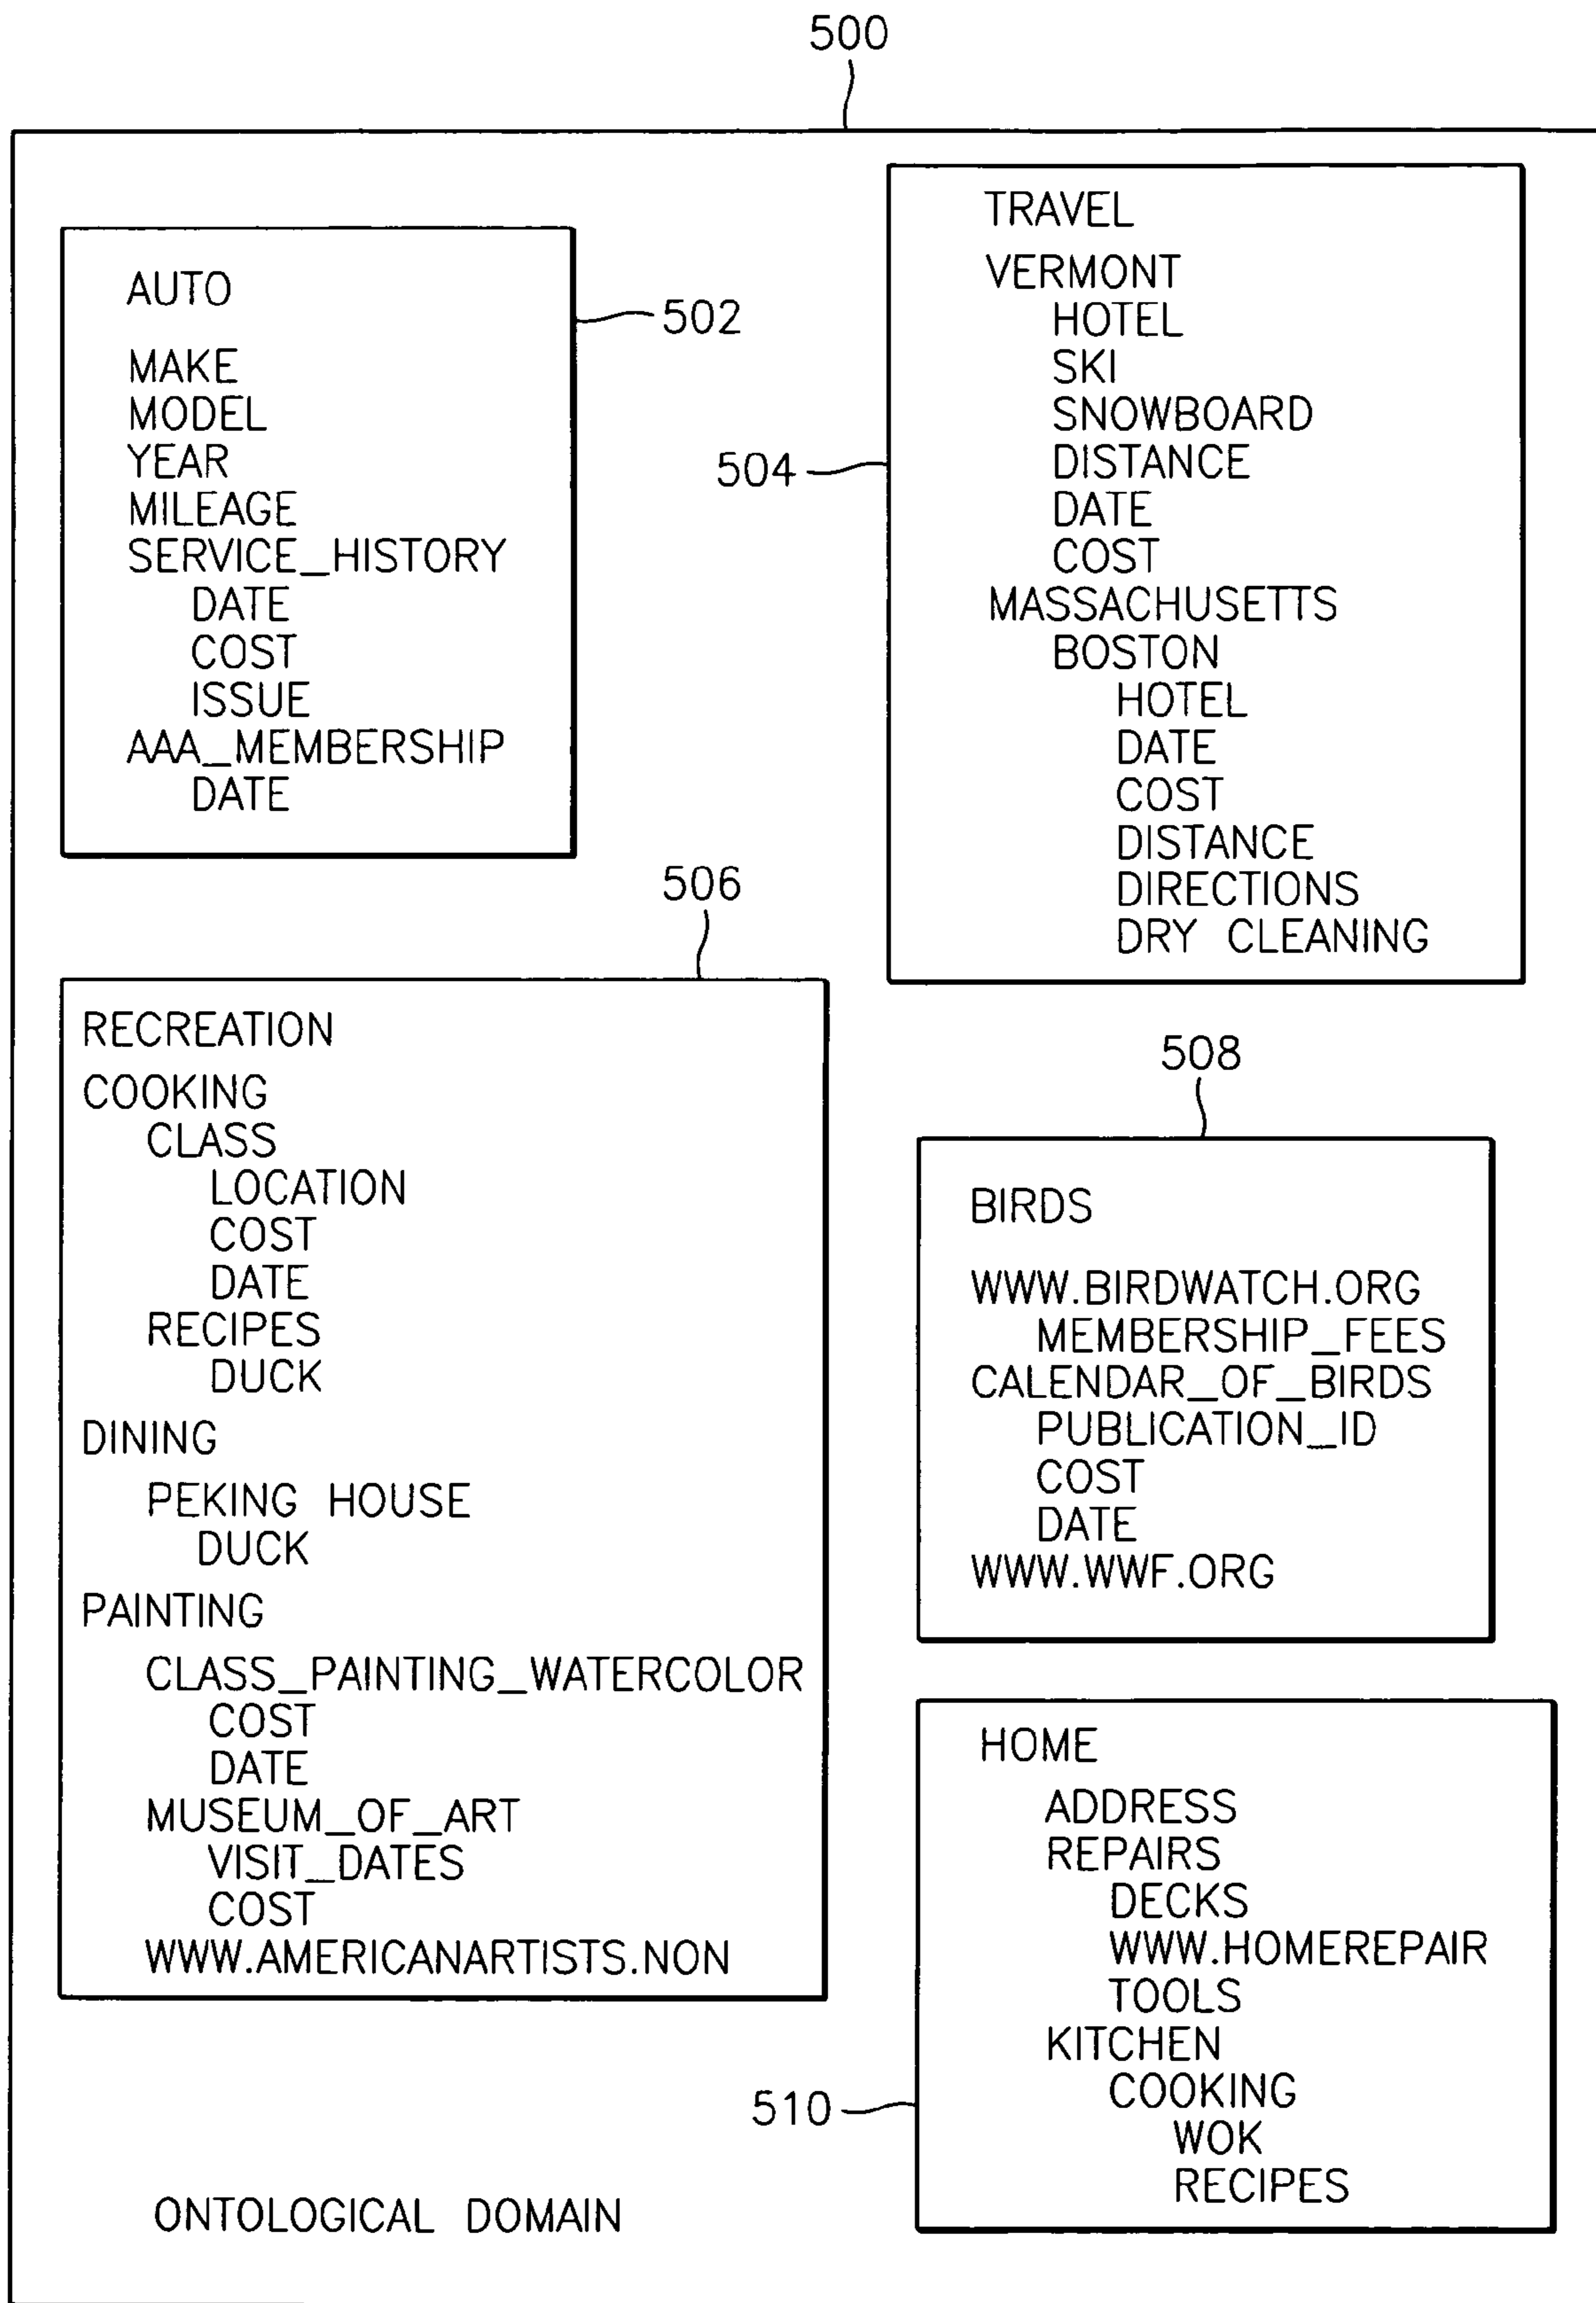 500
AUTO
MAKE
MODEL
YEAR
MILEAGE
SERVICE_HISTORY
DATE
COST
ISSUE
AAA_MEMBERSHIP
DATE
502
TRAVEL
VERMONT
HOTEL
SKI
SNOWBOARD
DISTANCE
DATE
COST
MASSACHUSETTS
BOSTON
HOTEL
DATE
COST
DISTANCE
DIRECTIONS
DRY CLEANING
504
506
RECREATION
COOKING
CLASS
LOCATION
COST
DATE
RECIPES
DUCK
DINING
PEKING HOUSE
DUCK
PAINTING
CLASS_PAINTING_WATERCOLOR
COST
DATE
MUSEUM_OF_ART
VISIT_DATES
COST
WWW.AMERICANARTISTS.NON
508
BIRDS
WWW.BIRDWATCH.ORG
MEMBERSHIP_FEES
CALENDAR_OF_BIRDS
PUBLICATION_ID
COST
DATE
WWW.WWF.ORG
HOME
ADDRESS
REPAIRS
DECKS
WWW.HOMEREPAIR
TOOLS
KITCHEN
COOKING
WOK
RECIPES
510
ONTOLOGICAL DOMAIN